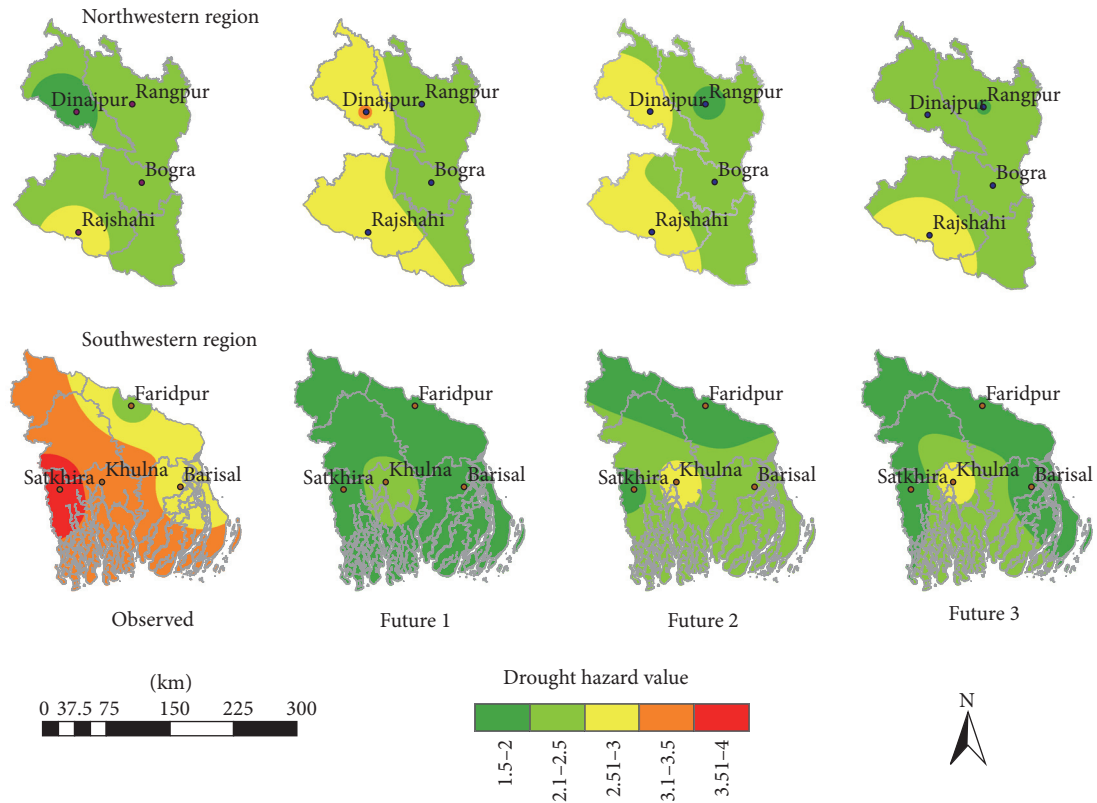 Northwestern region
Dinajpur
Rangpur
Bogra
Rajshahi
Dinajpur
Rangpur
Bogra
Rajshahi
Dinajpur
Rangpur
Bogra
Rajshahi
Dinajpur
Rangpur
Bogra
Rajshahi
Southwestern region
Faridpur
Satkhira
Khulna
Barisal
Faridpur
Satkhira
Khulna
Barisal
Faridpur
Satkhira
Khulna
Barisal
Faridpur
Satkhira
Khulna
Barisal
Observed
Future 1
Future 2
Future 3
(km)
0 37.5 75 150 225 300
Drought hazard value
1.5–2
2.1–2.5
2.51–3
3.1–3.5
3.51–4
N